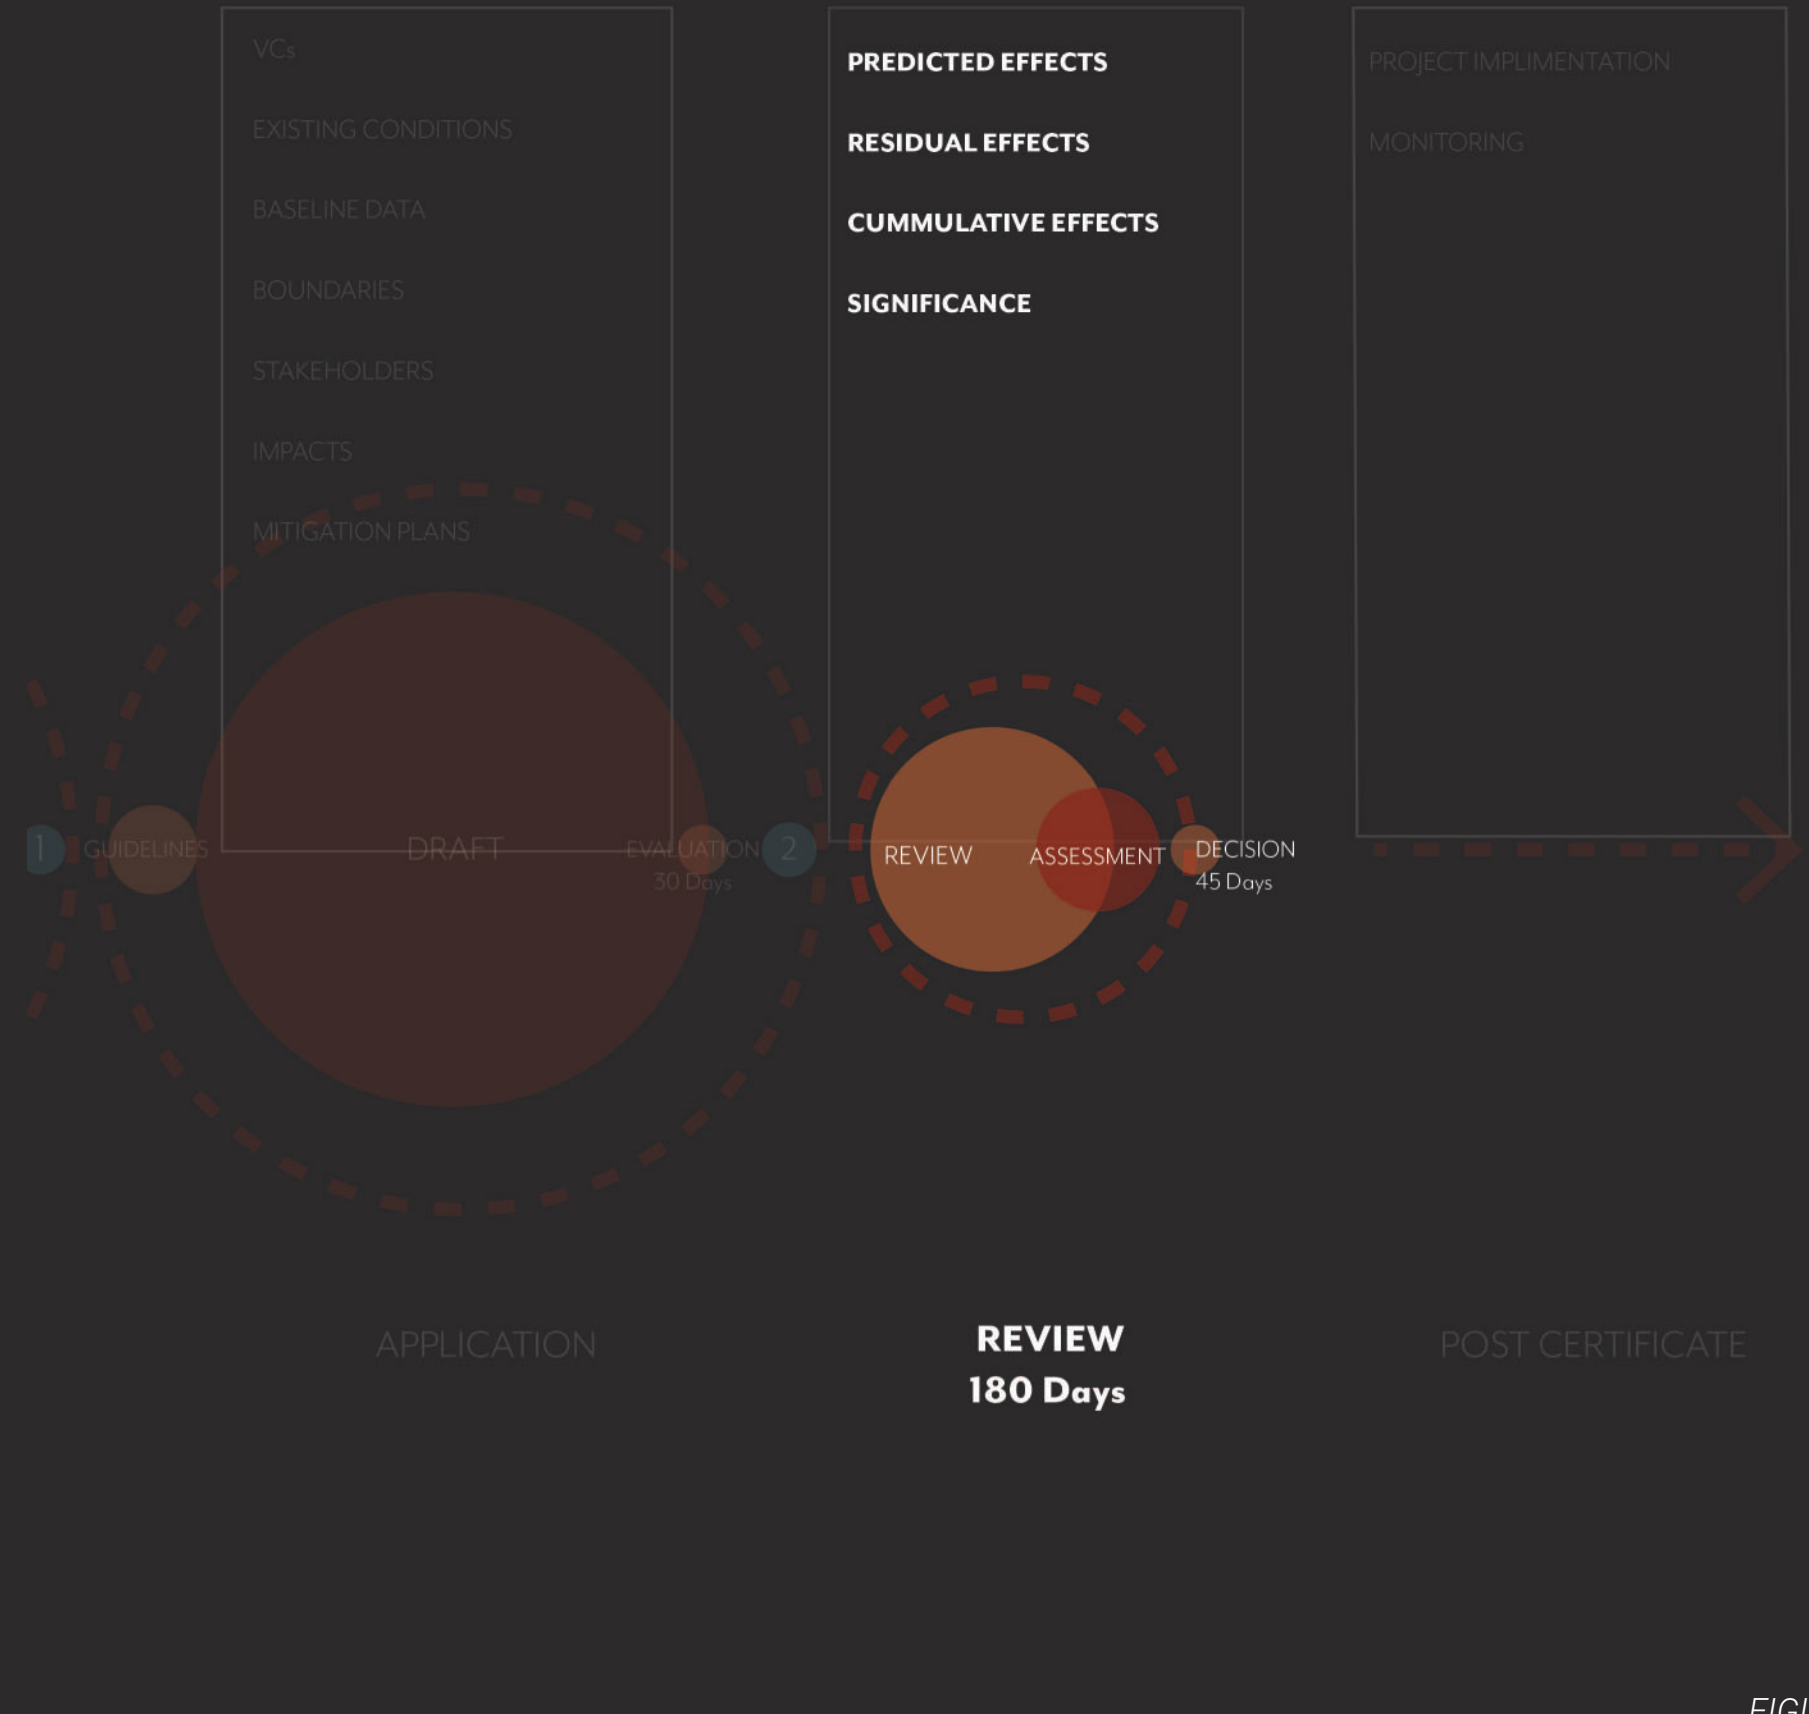 VCs
EXISTING CONDITIONS
BASELINE DATA
BOUNDARIES
STAKEHOLDERS
IMPACTS
MITIGATION PLANS
PREDICTED EFFECTS
RESIDUAL EFFECTS
CUMMULATIVE EFFECTS
SIGNIFICANCE
PROJECT IMPLIMENTATION
MONITORING
1
GUIDELINES
DRAFT
EVALUATION
30 Days
2
REVIEW
ASSESSMENT
DECISION
45 Days
APPLICATION
REVIEW
180 Days
POST CERTIFICATE